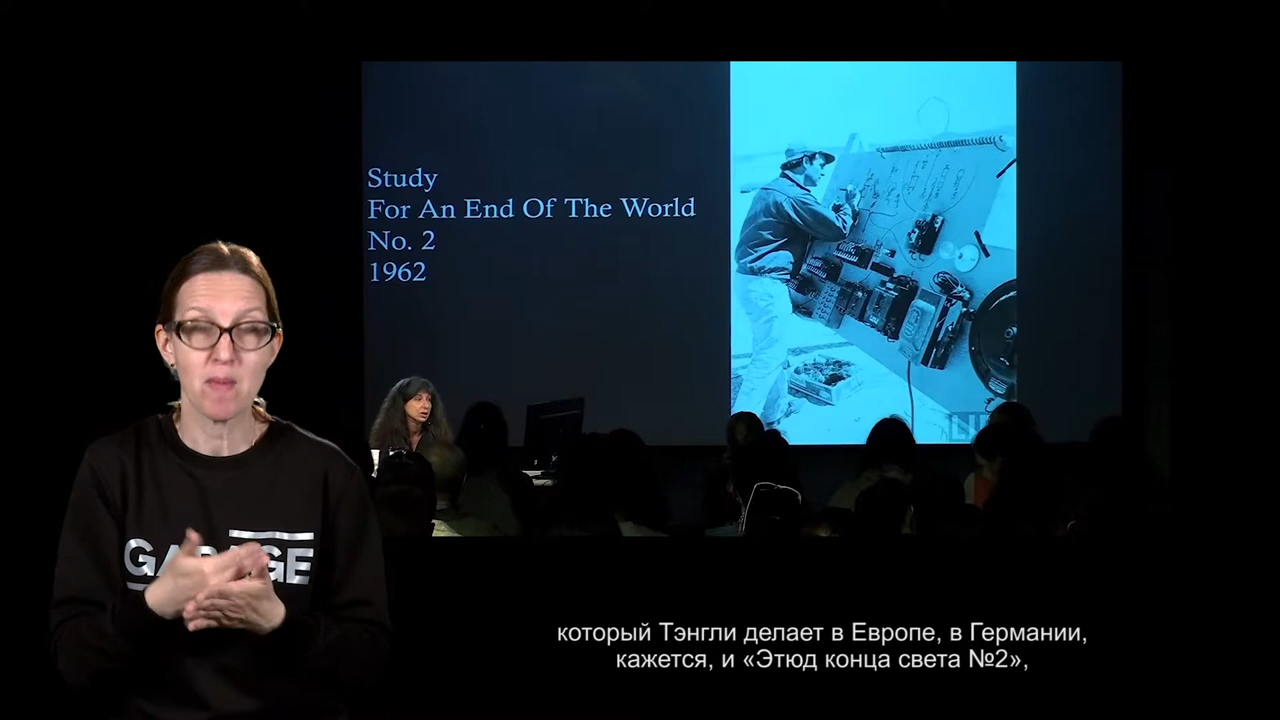 Study
For An End Of The World
No. 2
1962
GARAGE
который Тэнгли делает в Европе, в Германии,
кажется, и «Этюд конца света №2»,